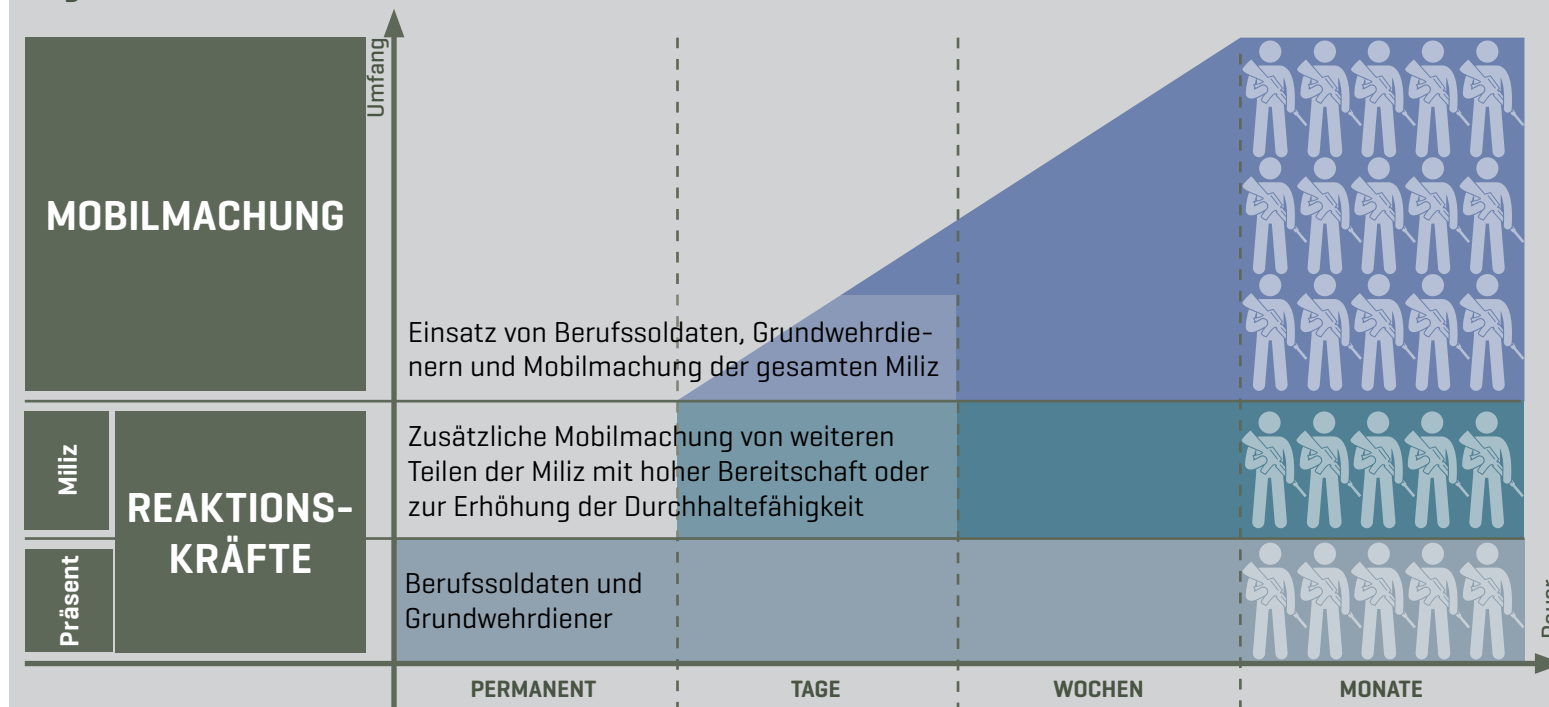 Umfang
MOBILMACHUNG
Einsatz von Berufssoldaten, Grundwehrdie-
nern und Mobilmachung der gesamten Miliz
Miliz
REAKTIONS-
KRÄFTE
Zusätzliche Mobilmachung von weiteren
Teilen der Miliz mit hoher Bereitschaft oder
zur Erhöhung der Durchhaltefähigkeit
Präsent
Berufssoldaten und
Grundwehrdiener
Dauer
PERMANENT
TAGE
WOCHEN
MONATE